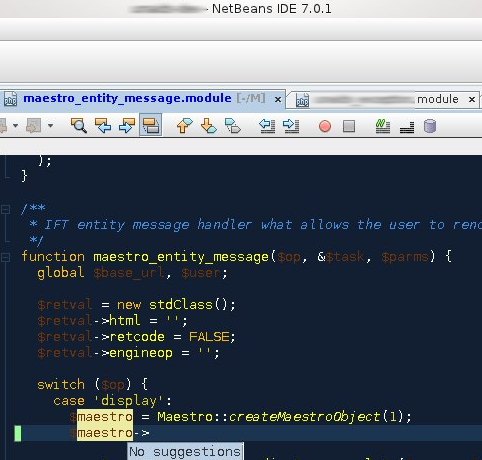 - NetBeans IDE 7.0.1
maestro_entity_message.module [-/M]
module
);
}
/**
* IFT entity message handler what allows the user to ren
*/
function maestro_entity_message($op, &$task, $parms) {
global $base_url, $user;
$retval = new stdClass();
$retval->html = '';
$retval->retcode = FALSE;
$retval->engineop = '';
switch ($op) {
case 'display':
$maestro = Maestro::createMaestroObject(1);
$maestro->
No suggestions